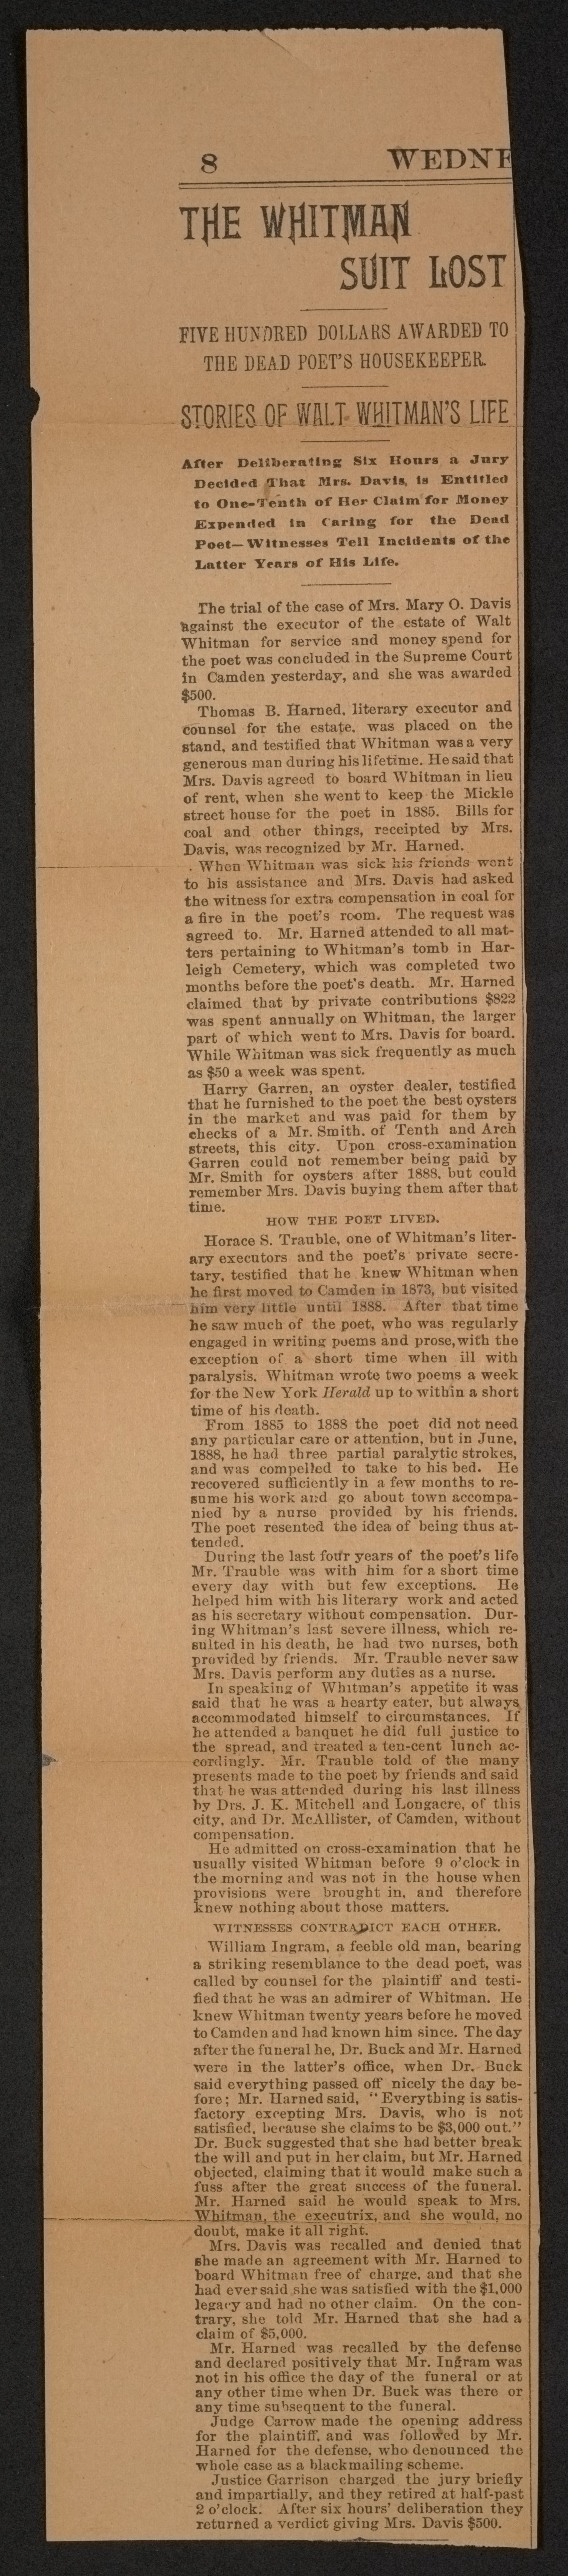 8 WEDNE
THE WHITMAN
SUIT LOST
FIVE HUNDRED DOLLARS AWARDED TO
THE DEAD POET'S HOUSEKEEPER.
STORIES OF WALT WHITMAN'S LIFE
After Deliberating Six Hours a Jury
Decided That Mrs. Davis, is Entitled
to One-Tenth of Her Claim for Money
Expended in Caring for the Dead
Poet—Witnesses Tell Incidents of the
Latter Years of His Life.
The trial of the case of Mrs. Mary O. Davis
against the executor of the estate of Walt
Whitman for service and money spend for
the poet was concluded in the Supreme Court
in Camden yesterday, and she was awarded
$500.
Thomas B. Harned, literary executor and
counsel for the estate, was placed on the
stand, and testified that Whitman was a very
generous man during his lifetime. He said that
Mrs. Davis agreed to board Whitman in lieu
of rent, when she went to keep the Mickle
street house for the poet in 1885. Bills for
coal and other things, receipted by Mrs.
Davis, was recognized by Mr. Harned.
When Whitman was sick his friends went
to his assistance and Mrs. Davis had asked
the witness for extra compensation in coal for
a fire in the poet's room. The request was
agreed to. Mr. Harned attended to all mat-
ters pertaining to Whitman's tomb in Har-
leigh Cemetery, which was completed two
months before the poet's death. Mr. Harned
claimed that by private contributions $822
was spent annually on Whitman, the larger
part of which went to Mrs. Davis for board.
While Whitman was sick frequently as much
as $50 a week was spent.
Harry Garren, an oyster dealer, testified
that he furnished to the poet the best oysters
in the market and was paid for them by
checks of a Mr. Smith, of Tenth and Arch
streets, this city. Upon cross-examination
Garren could not remember being paid by
Mr. Smith for oysters after 1888, but could
remember Mrs. Davis buying them after that
time.
HOW THE POET LIVED.
Horace S. Trauble, one of Whitman's liter-
ary executors and the poet's private secre-
tary, testified that he knew Whitman when
he first moved to Camden in 1873, but visited
him very little until 1888. After that time
he saw much of the poet, who was regularly
engaged in writing poems and prose, with the
exception of a short time when ill with
paralysis. Whitman wrote two poems a week
for the New York Herald up to within a short
time of his death.
From 1885 to 1888 the poet did not need
any particular care or attention, but in June,
1888, he had three partial paralytic strokes,
and was compelled to take to his bed. He
recovered sufficiently in a few months to re-
sume his work and go about town accompa-
nied by a nurse provided by his friends.
The poet resented the idea of being thus at-
tended.
During the last four years of the poet's life
Mr. Trauble was with him for a short time
every day with but few exceptions. He
helped him with his literary work and acted
as his secretary without compensation. Dur-
ing Whitman's last severe illness, which re-
sulted in his death, he had two nurses, both
provided by friends. Mr. Trauble never saw
Mrs. Davis perform any duties as a nurse.
In speaking of Whitman's appetite it was
said that he was a hearty eater, but always
accommodated himself to circumstances. If
he attended a banquet he did full justice to
the spread, and treated a ten-cent lunch ac-
cordingly. Mr. Trauble told of the many
presents made to the poet by friends and said
that he was attended during his last illness
by Drs. J. K. Mitchell and Longacre, of this
city, and Dr. McAllister, of Camden, without
compensation.
He admitted on cross-examination that he
usually visited Whitman before 9 o'clock in
the morning and was not in the house when
provisions were brought in, and therefore
knew nothing about those matters.
WITNESSES CONTRADICT EACH OTHER.
William Ingram, a feeble old man, bearing
a striking resemblance to the dead poet, was
called by counsel for the plaintiff and testi-
fied that he was an admirer of Whitman. He
knew Whitman twenty years before he moved
to Camden and had known him since. The day
after the funeral he, Dr. Buck and Mr. Harned
were in the latter's office, when Dr. Buck
said everything passed off nicely the day be-
fore; Mr. Harned said, "Everything is satis-
factory excepting Mrs. Davis, who is not
satisfied, because she claims to be $3,000 out."
Dr. Buck suggested that she had better break
the will and put in her claim, but Mr. Harned
objected, claiming that it would make such a
fuss after the great success of the funeral.
Mr. Harned said he would speak to Mrs.
Whitman, the executrix, and she would, no
doubt, make it all right.
Mrs. Davis was recalled and denied that
she made an agreement with Mr. Harned to
board Whitman free of charge, and that she
had ever said she was satisfied with the $1,000
legacy and had no other claim. On the con-
trary, she told Mr. Harned that she had a
claim of $5,000.
Mr. Harned was recalled by the defense
and declared positively that Mr. Ingram was
not in his office the day of the funeral or at
any other time when Dr. Buck was there or
any time subsequent to the funeral.
Judge Carrow made the opening address
for the plaintiff, and was followed by Mr.
Harned for the defense, who denounced the
whole case as a blackmailing scheme.
Justice Garrison charged the jury briefly
and impartially, and they retired at half-past
2 o'clock. After six hours' deliberation they
returned a verdict giving Mrs. Davis $500.